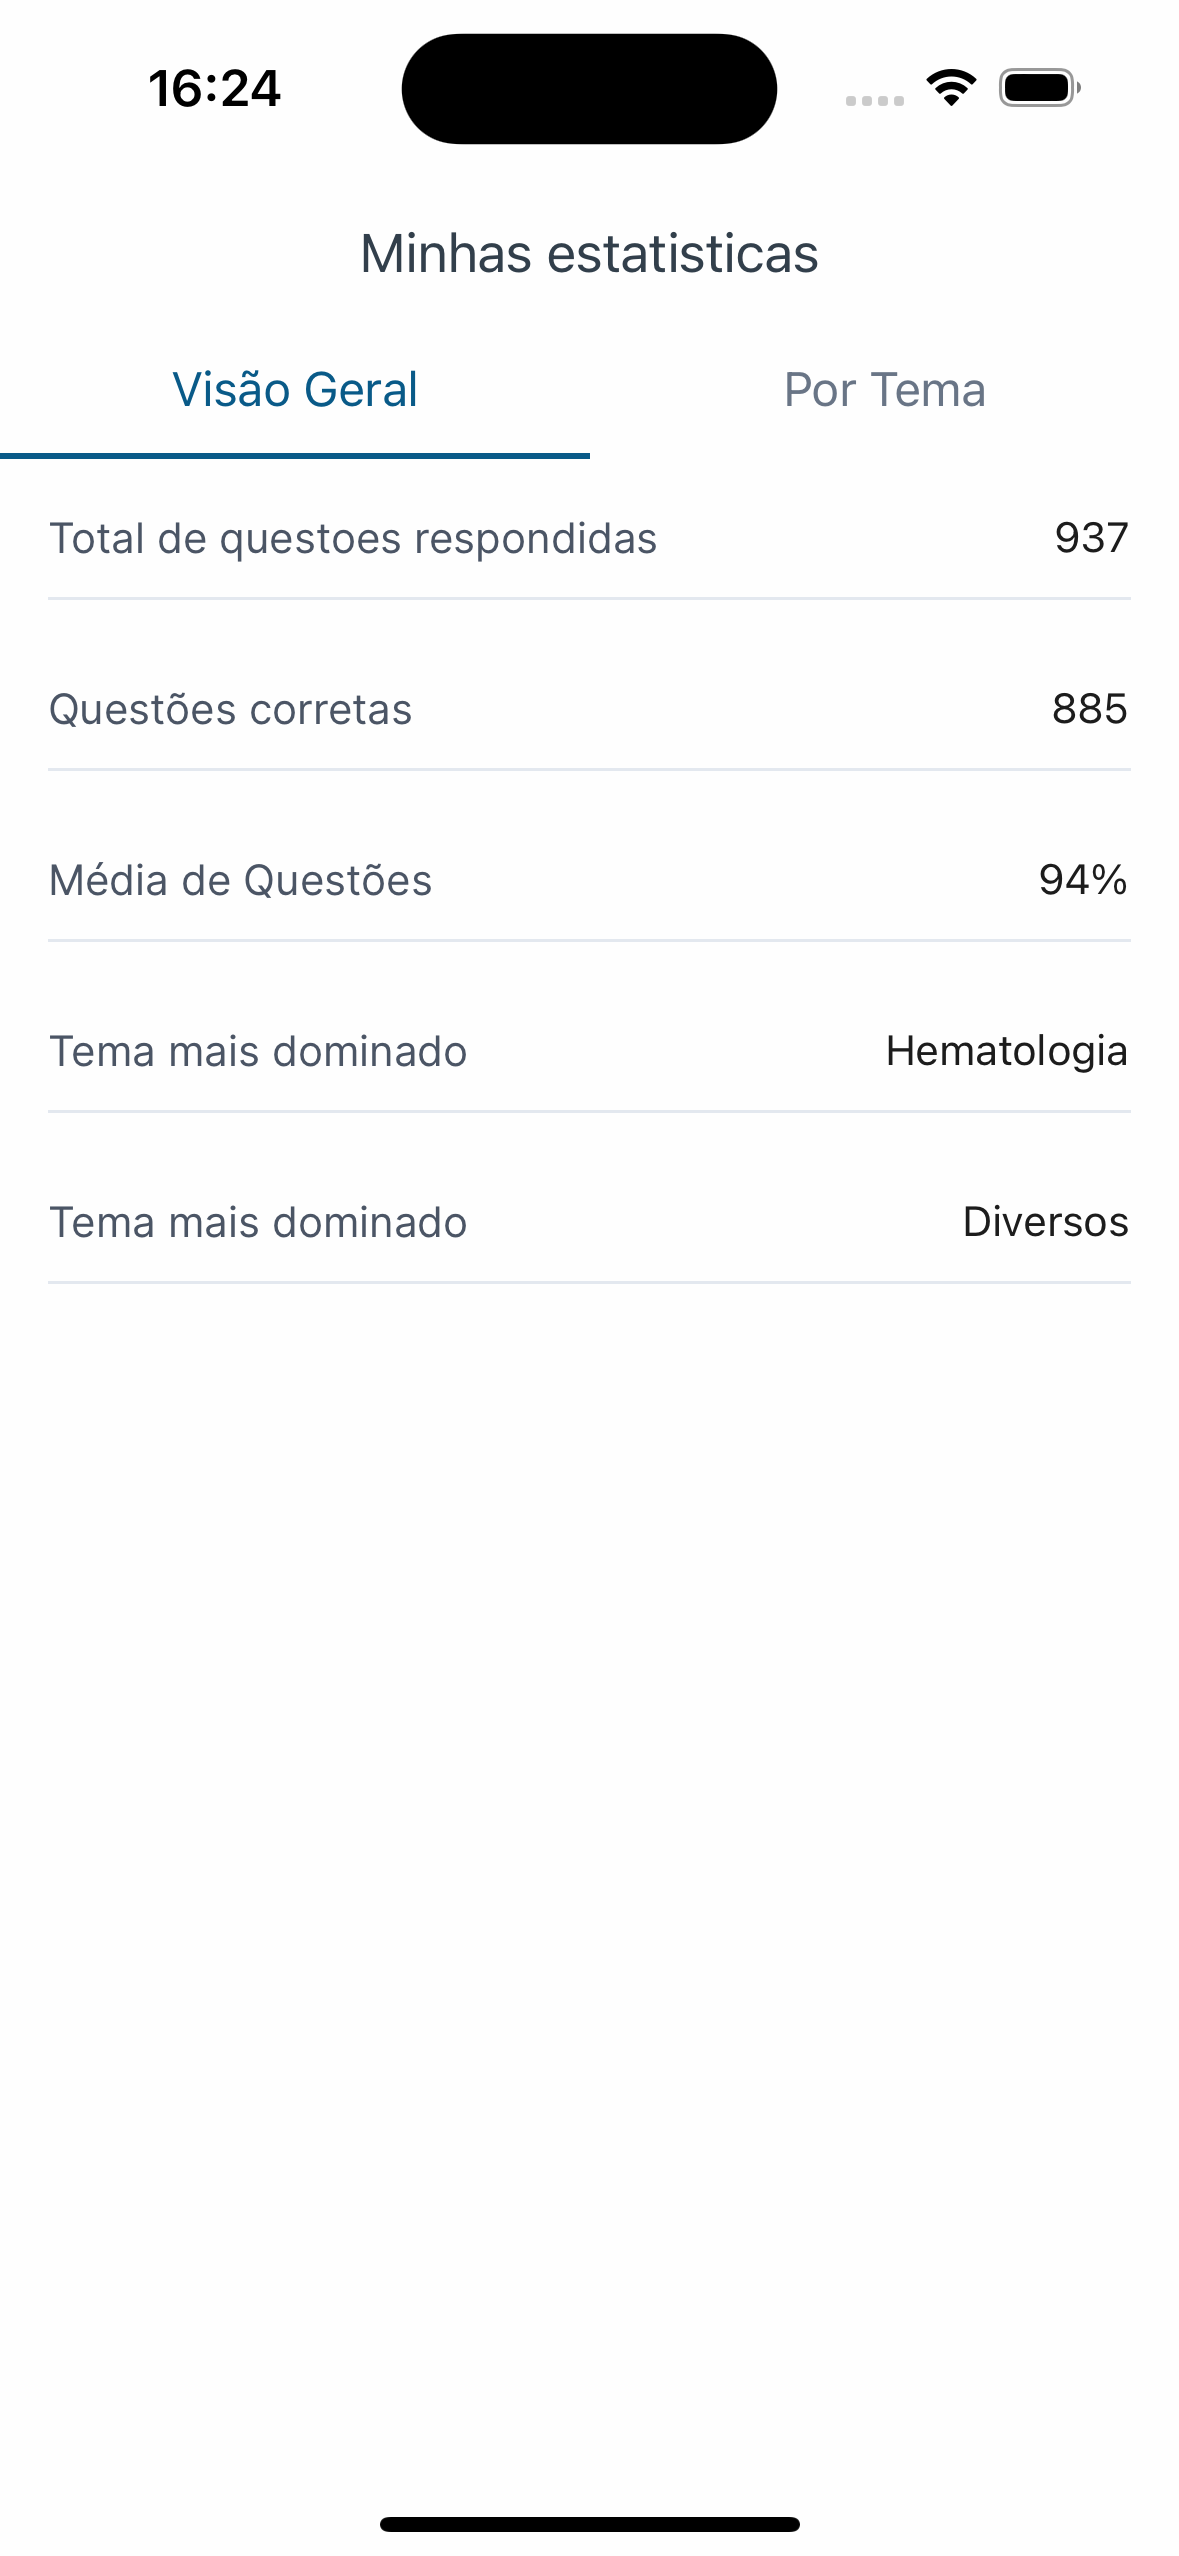 16:24
Minhas estatisticas
Visão Geral
Por Tema
Total de questoes respondidas 937
Questões corretas 885
Média de Questões 94%
Tema mais dominado Hematologia
Tema mais dominado Diversos